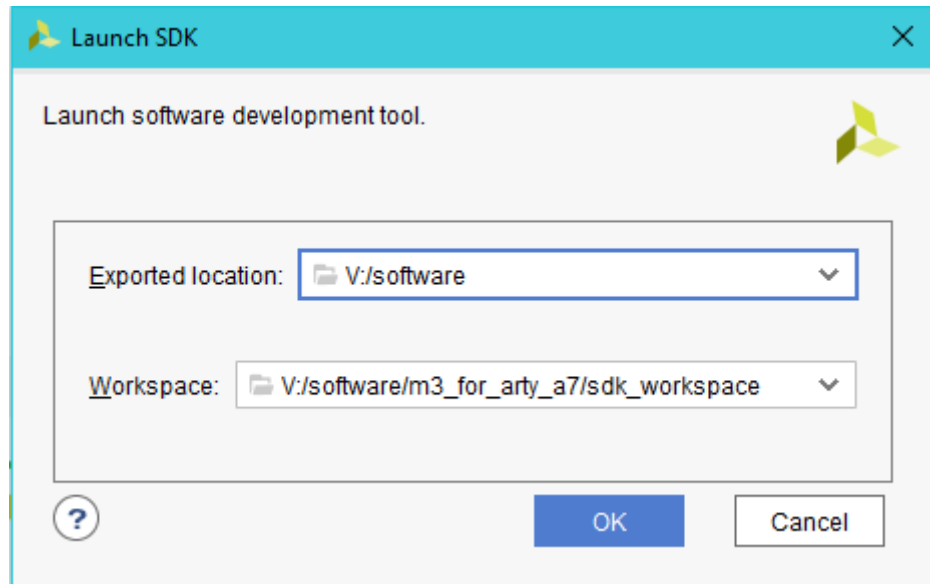 Launch SDK
Launch software development tool.
Exported location: V:/software
Workspace: V:/software/m3_for_arty_a7/sdk_workspace
? OK Cancel